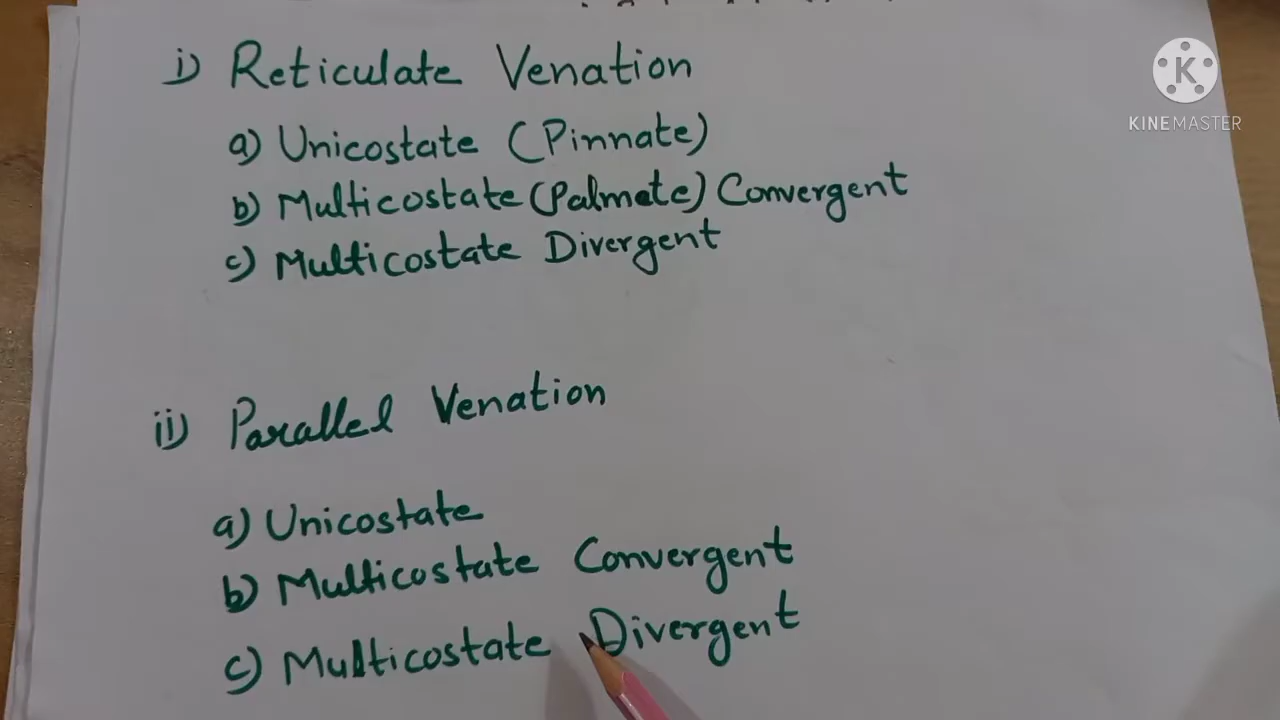 i) Reticulate Venation
a) Unicostate (Pinnate)
b) Multicostate (Palmate) Convergent
c) Multicostate Divergent
ii) Parallel Venation
a) Unicostate
b) Multicostate Convergent
c) Multicostate Divergent
K
KINEMASTER